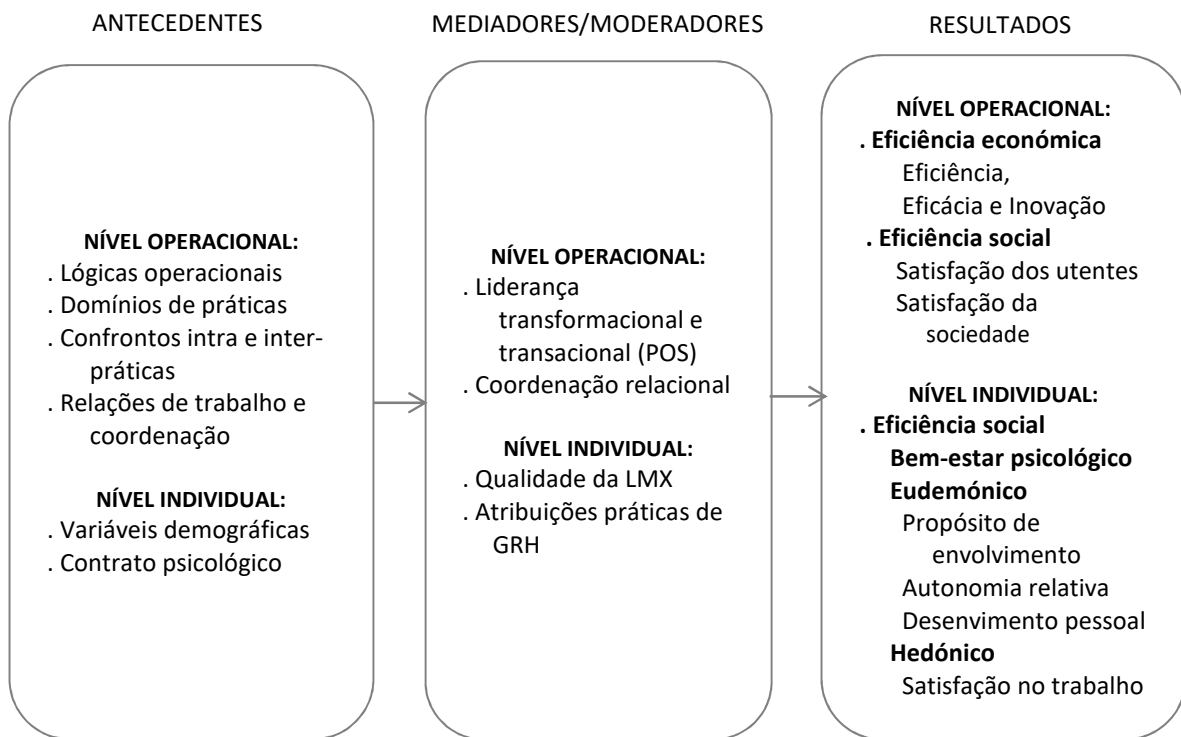 ANTECEDENTES
MEDIADORES/MODERADORES
RESULTADOS
NÍVEL OPERACIONAL:
. Lógicas operacionais
. Domínios de práticas
. Confrontos intra e inter-
práticas
. Relações de trabalho e
coordenação
NÍVEL INDIVIDUAL:
. Variáveis demográficas
. Contrato psicológico
NÍVEL OPERACIONAL:
. Liderança
transformacional e
transacional (POS)
. Coordenação relacional
NÍVEL INDIVIDUAL:
. Qualidade da LMX
. Atribuições práticas de
GRH
NÍVEL OPERACIONAL:
. Eficiência económica
Eficiência,
Eficácia e Inovação
. Eficiência social
Satisfação dos utentes
Satisfação da
sociedade
NÍVEL INDIVIDUAL:
. Eficiência social
Bem-estar psicológico
Eudemónico
Propósito de
envolvimento
Autonomia relativa
Desenvimento pessoal
Hedónico
Satisfação no trabalho